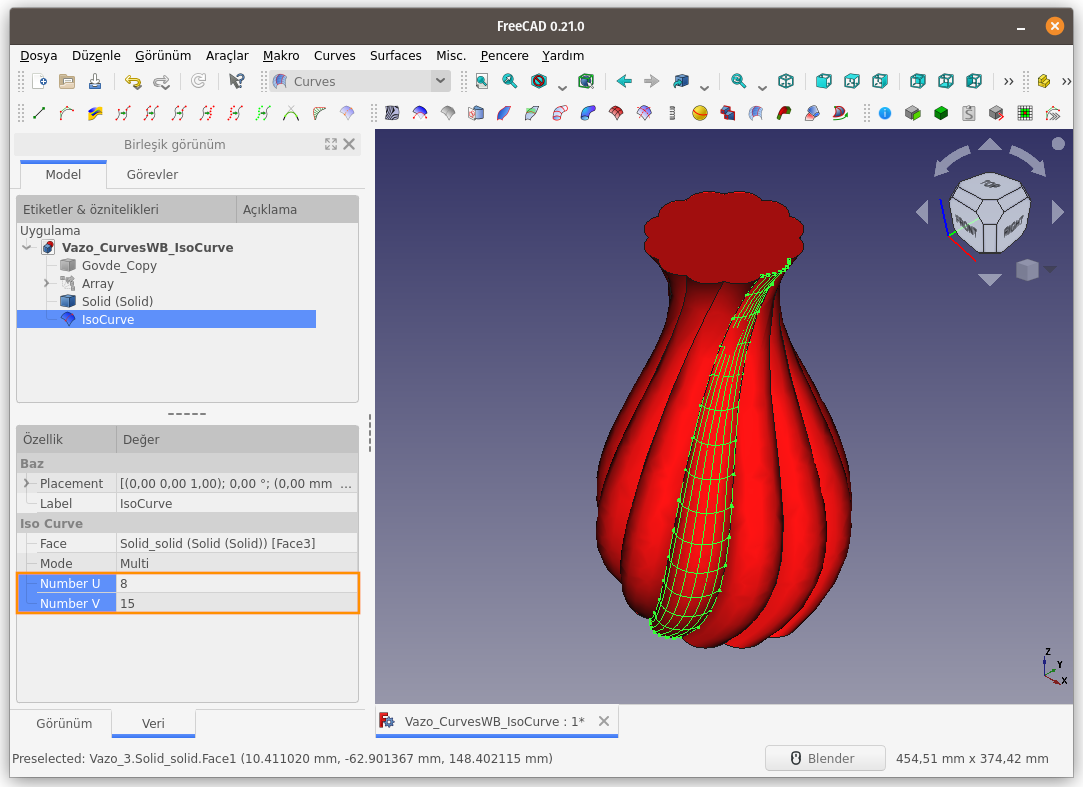 FreeCAD 0.21.0
Dosya Düzenle Görünüm Araçlar Makro Curves Surfaces Misc. Pencere Yardım
Curves
Birleşik görünüm
Model Görevler
Etiketler & öznitelikleri Açıklama
Uygulama
Vazo_CurvesWB_IsoCurve
Govde_Copy
Array
Solid (Solid)
IsoCurve
TOP
FRONT RIGHT
Özellik Değer
Baz
Placement [(0,00 0,00 1,00); 0,00 °; (0,00 mm ...
Label IsoCurve
Iso Curve
Face Solid_solid (Solid (Solid)) [Face3]
Mode Multi
Number U 8
Number V 15
Z
Y
X
Görünüm Veri
Vazo_CurvesWB_IsoCurve : 1*
Preselected: Vazo_3.Solid_solid.Face1 (10.411020 mm, -62.901367 mm, 148.402115 mm)
Blender
454,51 mm x 374,42 mm